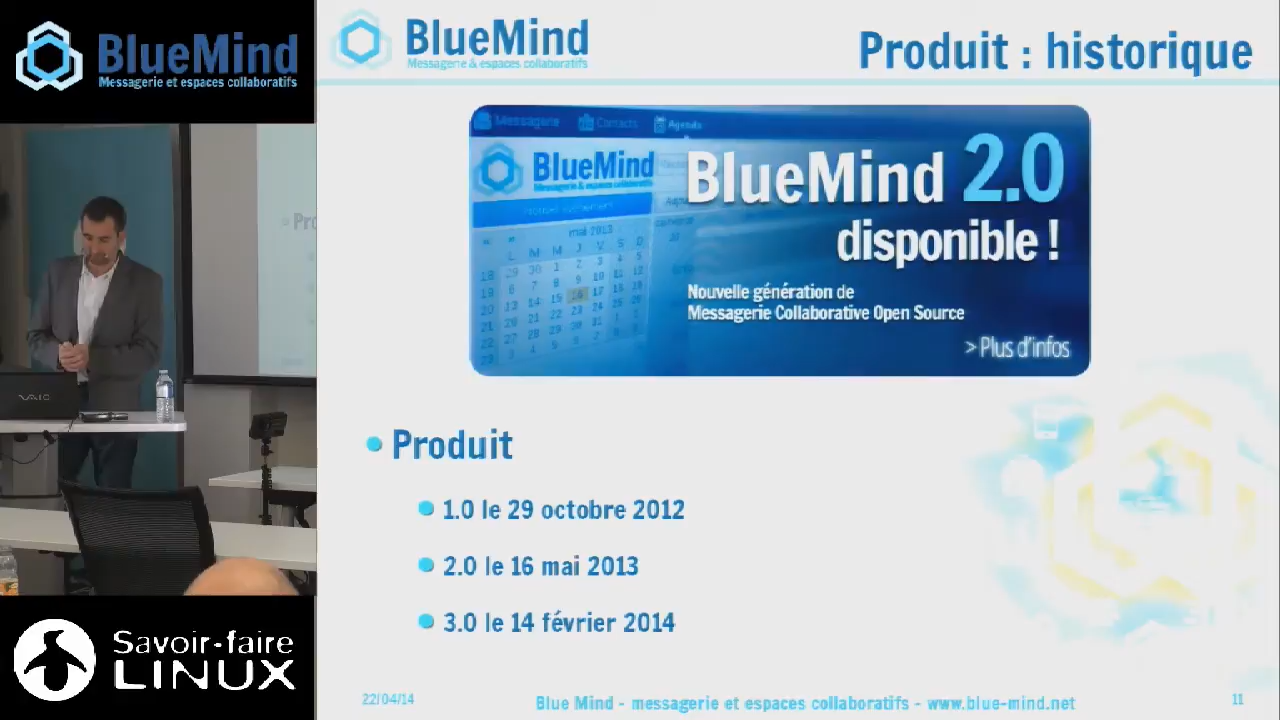 BlueMind
Messagerie et espaces collaboratifs
BlueMind
Messagerie & espaces collaboratifs
Produit : historique
Messagerie Contacts Agenda
BlueMind
Messagerie & espaces collaboratifs
mai 2013
BlueMind 2.0
disponible !
Nouvelle génération de
Messagerie Collaborative Open Source
> Plus d'infos
• Produit
1.0 le 29 octobre 2012
2.0 le 16 mai 2013
3.0 le 14 février 2014
VAIO
Savoir-faire
LINUX
22/04/14
Blue Mind - messagerie et espaces collaboratifs - www.blue-mind.net
11